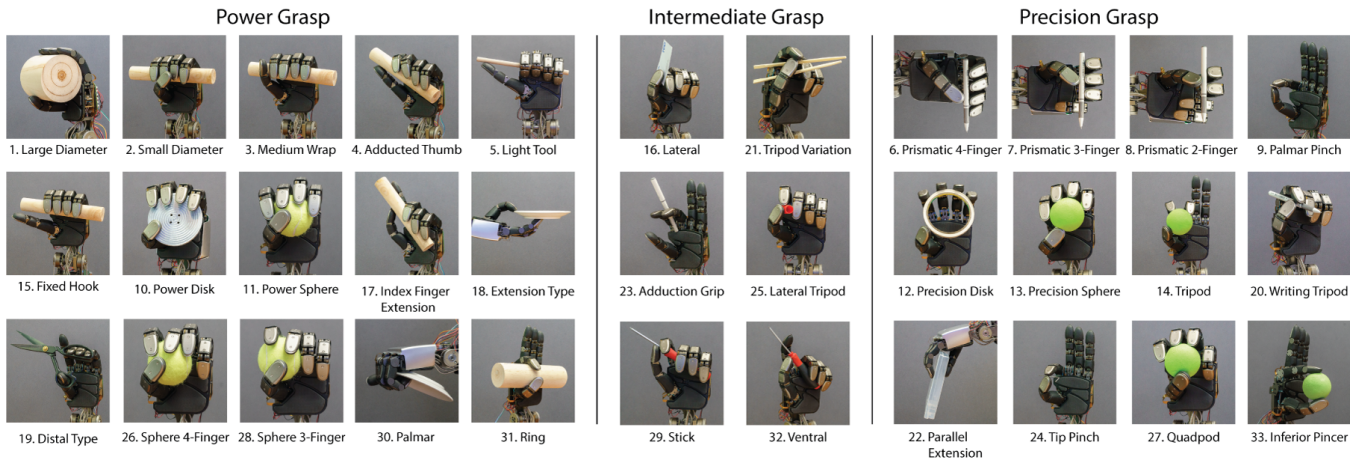 Power Grasp
Intermediate Grasp
Precision Grasp
1. Large Diameter
2. Small Diameter
3. Medium Wrap
4. Adducted Thumb
5. Light Tool
16. Lateral
21. Tripod Variation
6. Prismatic 4-Finger
7. Prismatic 3-Finger
8. Prismatic 2-Finger
9. Palmar Pinch
15. Fixed Hook
10. Power Disk
11. Power Sphere
17. Index Finger
Extension
18. Extension Type
23. Adduction Grip
25. Lateral Tripod
12. Precision Disk
13. Precision Sphere
14. Tripod
20. Writing Tripod
19. Distal Type
26. Sphere 4-Finger
28. Sphere 3-Finger
30. Palmar
31. Ring
29. Stick
32. Ventral
22. Parallel
Extension
24. Tip Pinch
27. Quadpod
33. Inferior Pincer